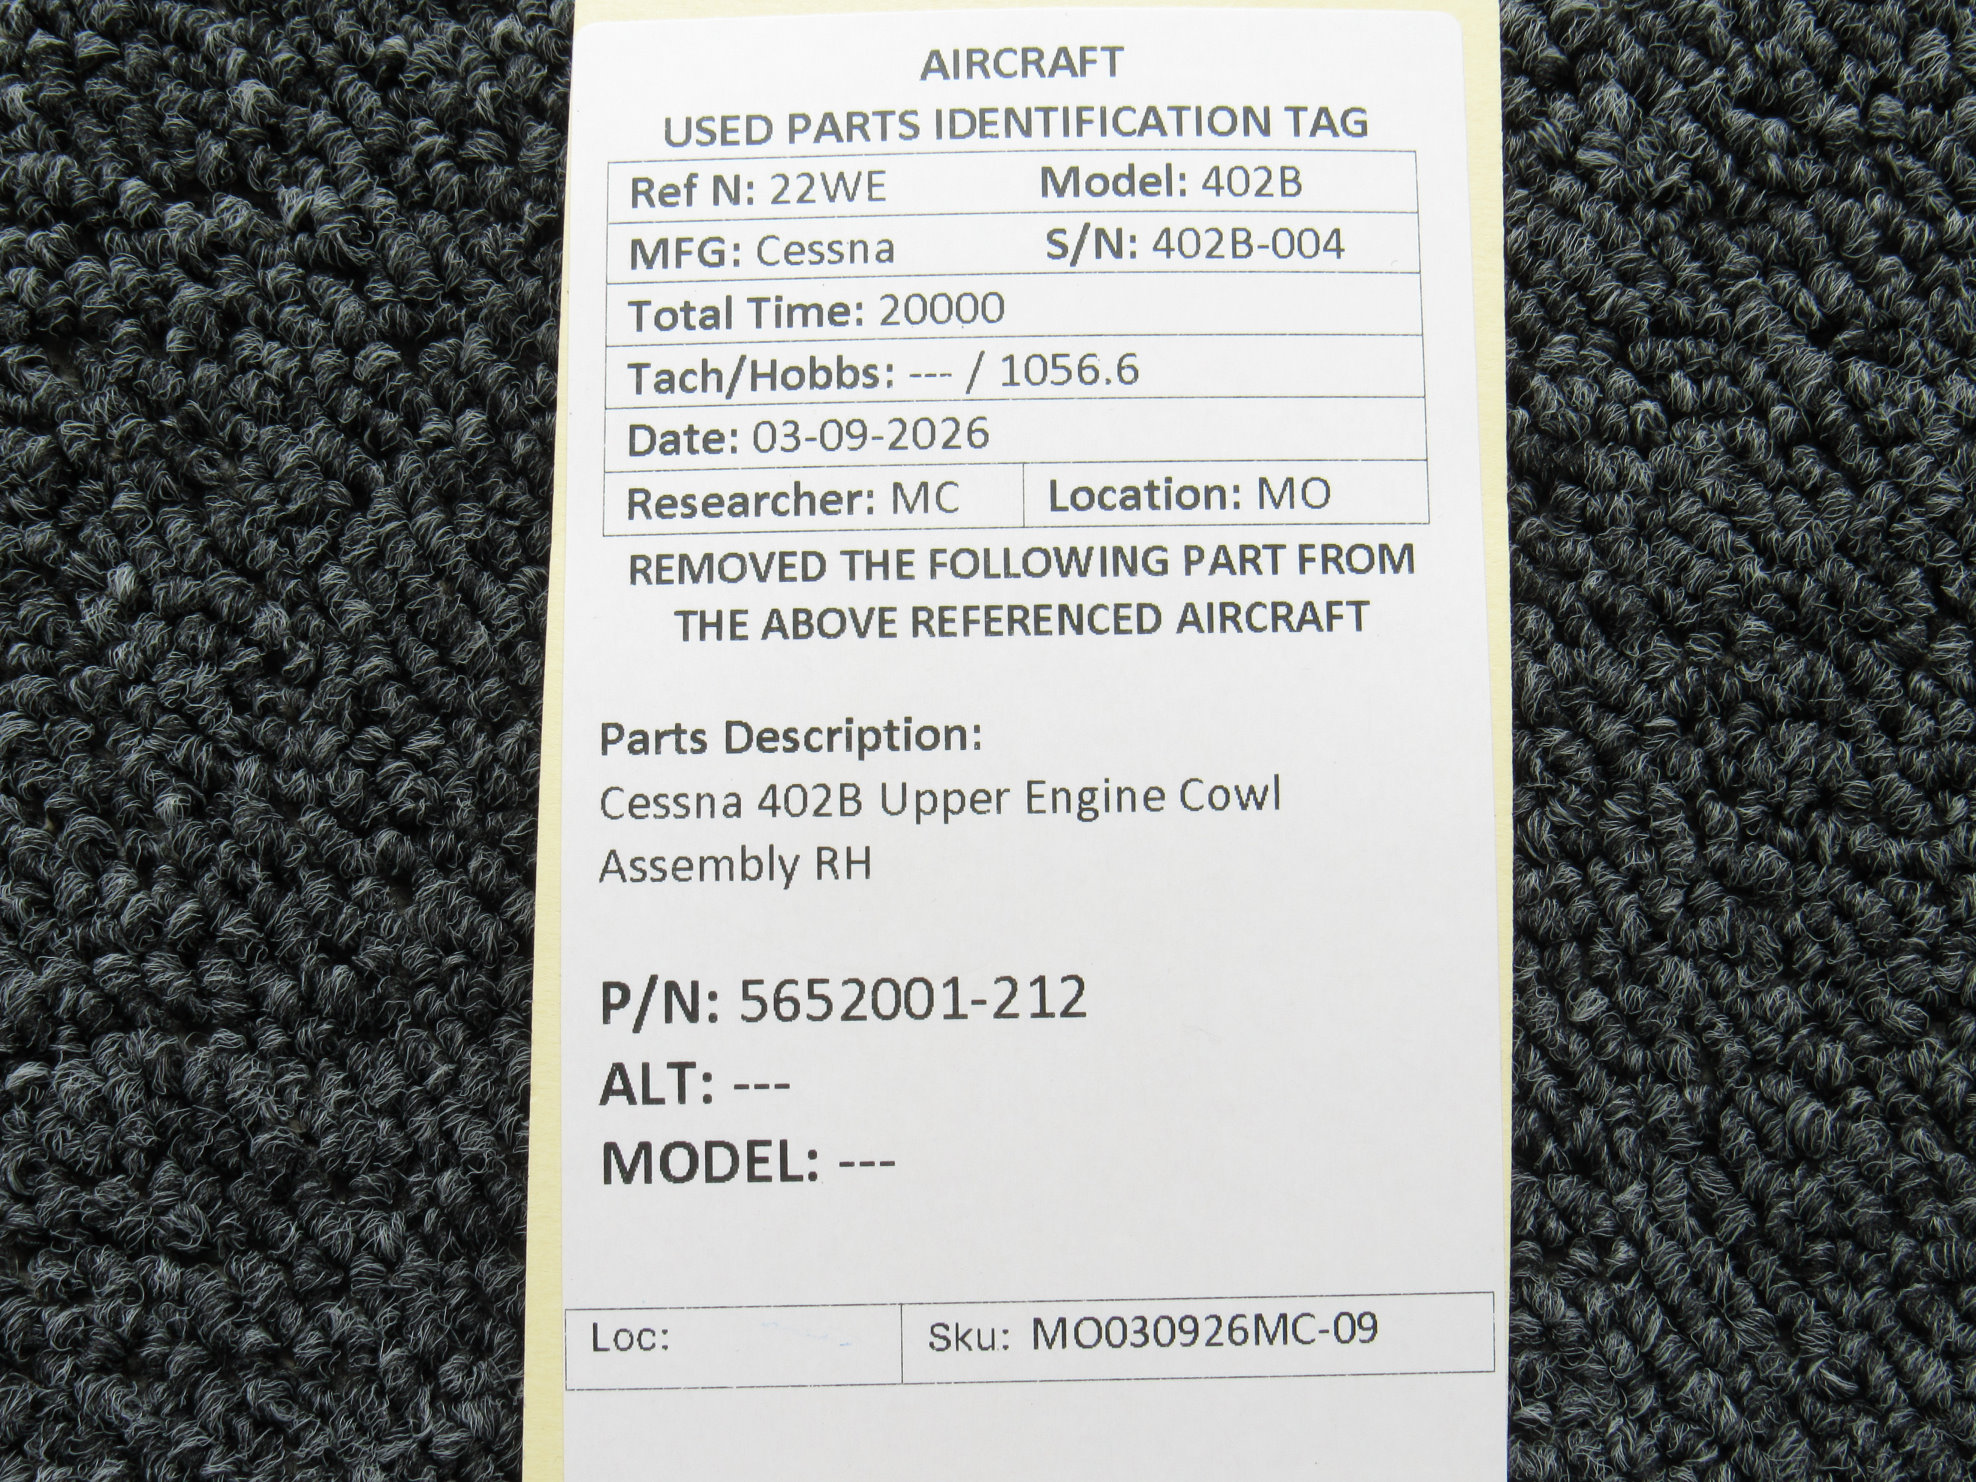 AIRCRAFT
USED PARTS IDENTIFICATION TAG
Ref N: 22WE Model: 402B
MFG: Cessna S/N: 402B-004
Total Time: 20000
Tach/Hobbs: --- / 1056.6
Date: 03-09-2026
Researcher: MC Location: MO
REMOVED THE FOLLOWING PART FROM
THE ABOVE REFERENCED AIRCRAFT
Parts Description:
Cessna 402B Upper Engine Cowl
Assembly RH
P/N: 5652001-212
ALT: ---
MODEL: ---
Loc: Sku: MO030926MC-09